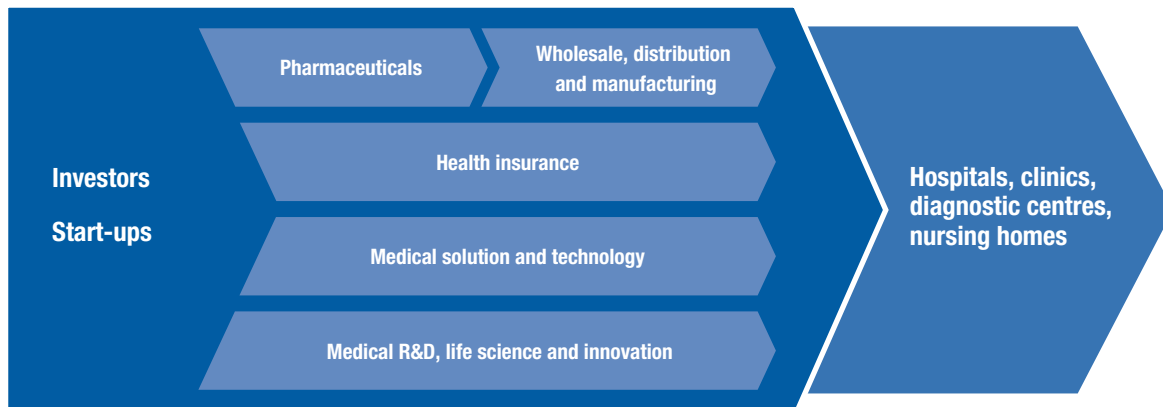 Pharmaceuticals
Wholesale, distribution
and manufacturing
Health insurance
Investors
Start-ups
Medical solution and technology
Medical R&D, life science and innovation
Hospitals, clinics,
diagnostic centres,
nursing homes